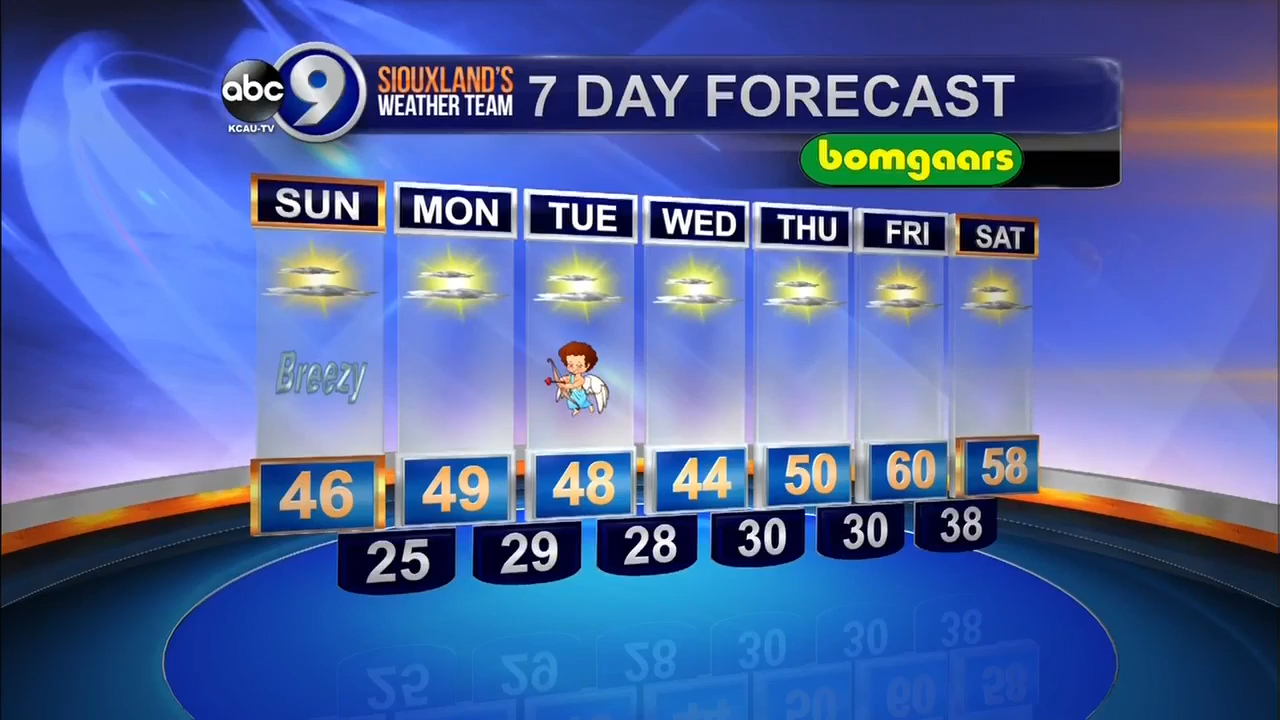 abc 9
KCAU-TV
SIOUXLAND'S
WEATHER TEAM
7 DAY FORECAST
bomgaars
SUN MON TUE WED THU FRI SAT
Breezy
46 49 48 44 50 60 58
25 29 28 30 30 38